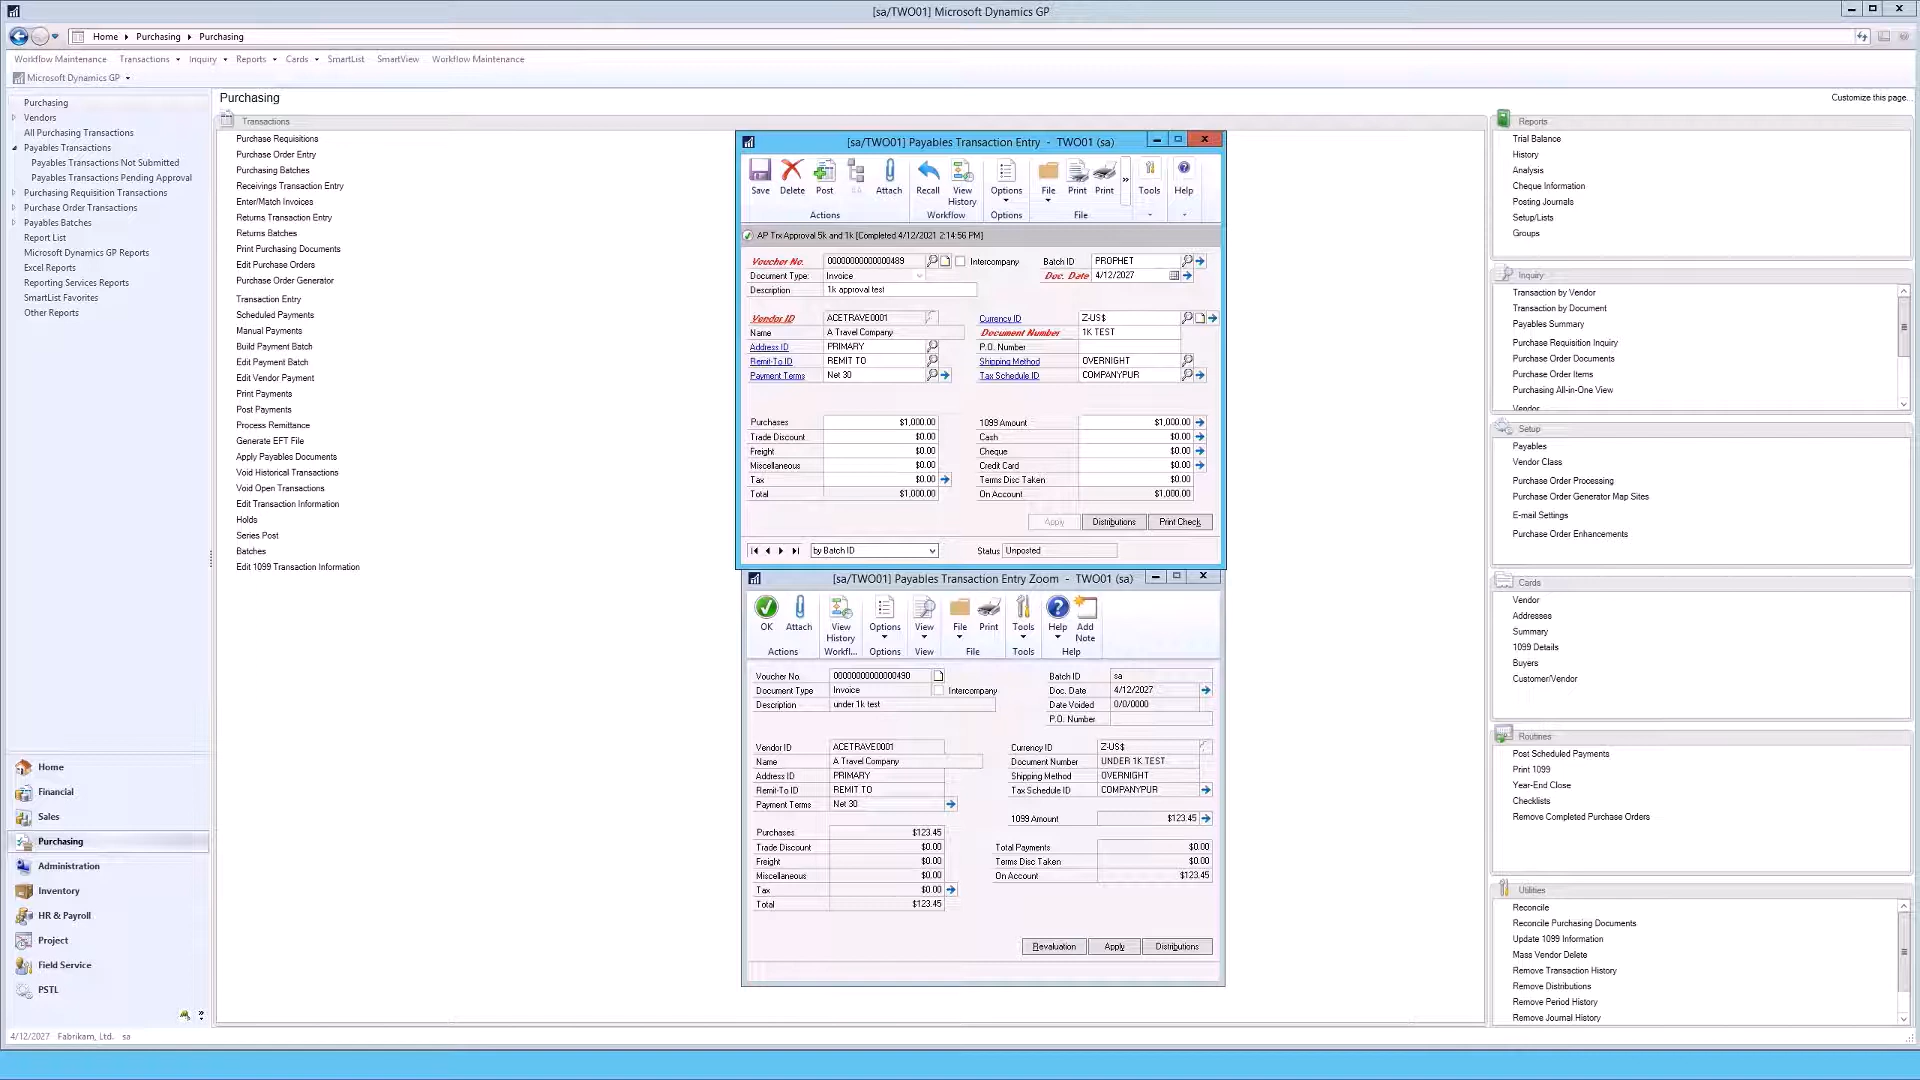 [sa/TWO01] Microsoft Dynamics GP
Home Purchasing Purchasing
Workflow Maintenance Transactions Inquiry Reports Cards SmartList SmartView Workflow Maintenance
Microsoft Dynamics GP
Purchasing
Vendors
All Purchasing Transactions
Payables Transactions
Payables Transactions Not Submitted
Payables Transactions Pending Approval
Purchasing Requisition Transactions
Purchase Order Transactions
Payables Batches
Report List
Microsoft Dynamics GP Reports
Excel Reports
Reporting Services Reports
SmartList Favorites
Other Reports
Home
Financial
Sales
Purchasing
Administration
Inventory
HR & Payroll
Project
Field Service
PSTL
4/12/2027 Fabrikam, Ltd. sa
Purchasing
Customize this page...
Transactions
Purchase Requisitions
Purchase Order Entry
Purchasing Batches
Receivings Transaction Entry
Enter/Match Invoices
Returns Transaction Entry
Returns Batches
Print Purchasing Documents
Edit Purchase Orders
Purchase Order Generator
Transaction Entry
Scheduled Payments
Manual Payments
Build Payment Batch
Edit Payment Batch
Edit Vendor Payment
Print Payments
Post Payments
Process Remittance
Generate EFT File
Apply Payables Documents
Void Historical Transactions
Void Open Transactions
Edit Transaction Information
Holds
Series Post
Batches
Edit 1099 Transaction Information
[sa/TWO01] Payables Transaction Entry - TWO01 (sa)
Save Delete Post Attach Recall View History Options File Print Print » Tools Help
Actions Workflow Options File
AP Trx Approval 5k and 1k [Completed 4/12/2021 2:14:56 PM]
Voucher No. 00000000000000489 Intercompany Batch ID PROPHET
Document Type: Invoice Doc. Date 4/12/2027
Description 1k approval test
Vendor ID ACETRAVE0001 Currency ID Z-US$
Name A Travel Company Document Number 1K TEST
Address ID PRIMARY P.O. Number
Remit-To ID REMIT TO Shipping Method OVERNIGHT
Payment Terms Net 30 Tax Schedule ID COMPANYPUR
Purchases $1,000.00 1099 Amount $1,000.00
Trade Discount $0.00 Cash $0.00
Freight $0.00 Cheque $0.00
Miscellaneous $0.00 Credit Card $0.00
Tax $0.00 Terms Disc Taken $0.00
Total $1,000.00 On Account $1,000.00
Apply Distributions Print Check
by Batch ID Status Unposted
[sa/TWO01] Payables Transaction Entry Zoom - TWO01 (sa)
OK Attach View History Options View File Print Tools Help Add Note
Actions Workfl... Options View File Tools Help
Voucher No. 00000000000000490 Batch ID sa
Document Type Invoice Intercompany Doc. Date 4/12/2027
Description under 1k test Date Voided 0/0/0000
P.O. Number
Vendor ID ACETRAVE0001 Currency ID Z-US$
Name A Travel Company Document Number UNDER 1K TEST
Address ID PRIMARY Shipping Method OVERNIGHT
Remit-To ID REMIT TO Tax Schedule ID COMPANYPUR
Payment Terms Net 30
1099 Amount $123.45
Purchases $123.45
Trade Discount $0.00 Total Payments $0.00
Freight $0.00 Terms Disc Taken $0.00
Miscellaneous $0.00 On Account $123.45
Tax $0.00
Total $123.45
Revaluation Apply Distributions
Reports
Trial Balance
History
Analysis
Cheque Information
Posting Journals
Setup/Lists
Groups
Inquiry
Transaction by Vendor
Transaction by Document
Payables Summary
Purchase Requisition Inquiry
Purchase Order Documents
Purchase Order Items
Purchasing All-in-One View
Vendor
Setup
Payables
Vendor Class
Purchase Order Processing
Purchase Order Generator Map Sites
E-mail Settings
Purchase Order Enhancements
Cards
Vendor
Addresses
Summary
1099 Details
Buyers
Customer/Vendor
Routines
Post Scheduled Payments
Print 1099
Year-End Close
Checklists
Remove Completed Purchase Orders
Utilities
Reconcile
Reconcile Purchasing Documents
Update 1099 Information
Mass Vendor Delete
Remove Transaction History
Remove Distributions
Remove Period History
Remove Journal History